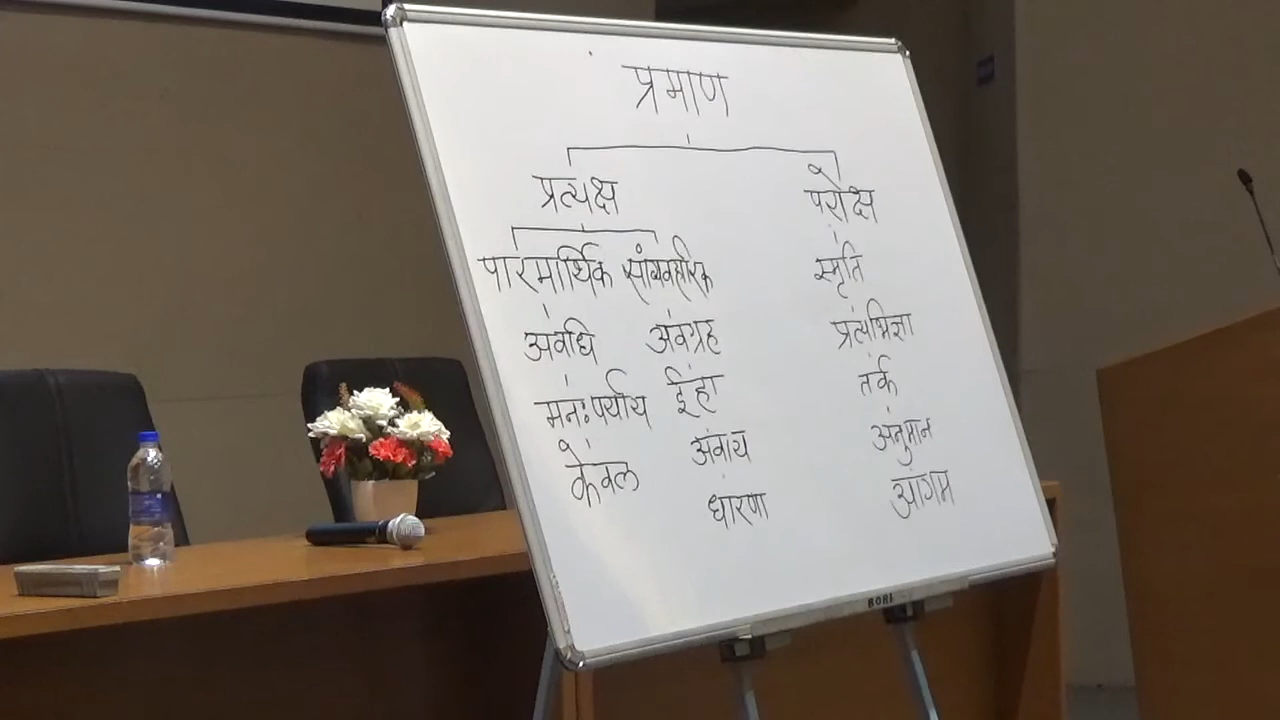 प्रमाण
प्रत्यक्ष परोक्ष
पारमार्थिक सांव्यवहारिक स्मृति
अवधि अवग्रह प्रत्यभिज्ञा
मनःपर्याय ईहा तर्क
केवल अवाय अनुमान
धारणा आगम
BORI